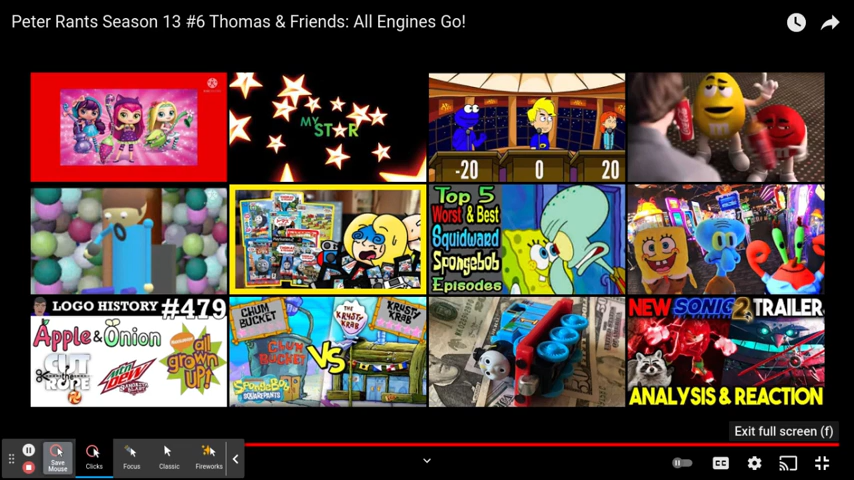 Peter Rants Season 13 #6 Thomas & Friends: All Engines Go!
MY
STAR
-20
0
20
Top 5
Worst & Best
Squidward
Spongebob
Episodes
LOGO HISTORY #479
Apple & Onion
CUT
ROPE
mtn
DEW
nickelodeon
all
grown
up!
CHUM
BUCKET
CHUM
BUCKET
VS
THE
KRUSTY
KRAB
KRUSTY
KRAB
SPONGEBOB
SQUAREPANTS
NEW SONIC 2 TRAILER
ANALYSIS & REACTION
Exit full screen (f)
Save
Mouse
Clicks
Focus
Classic
Fireworks
CC